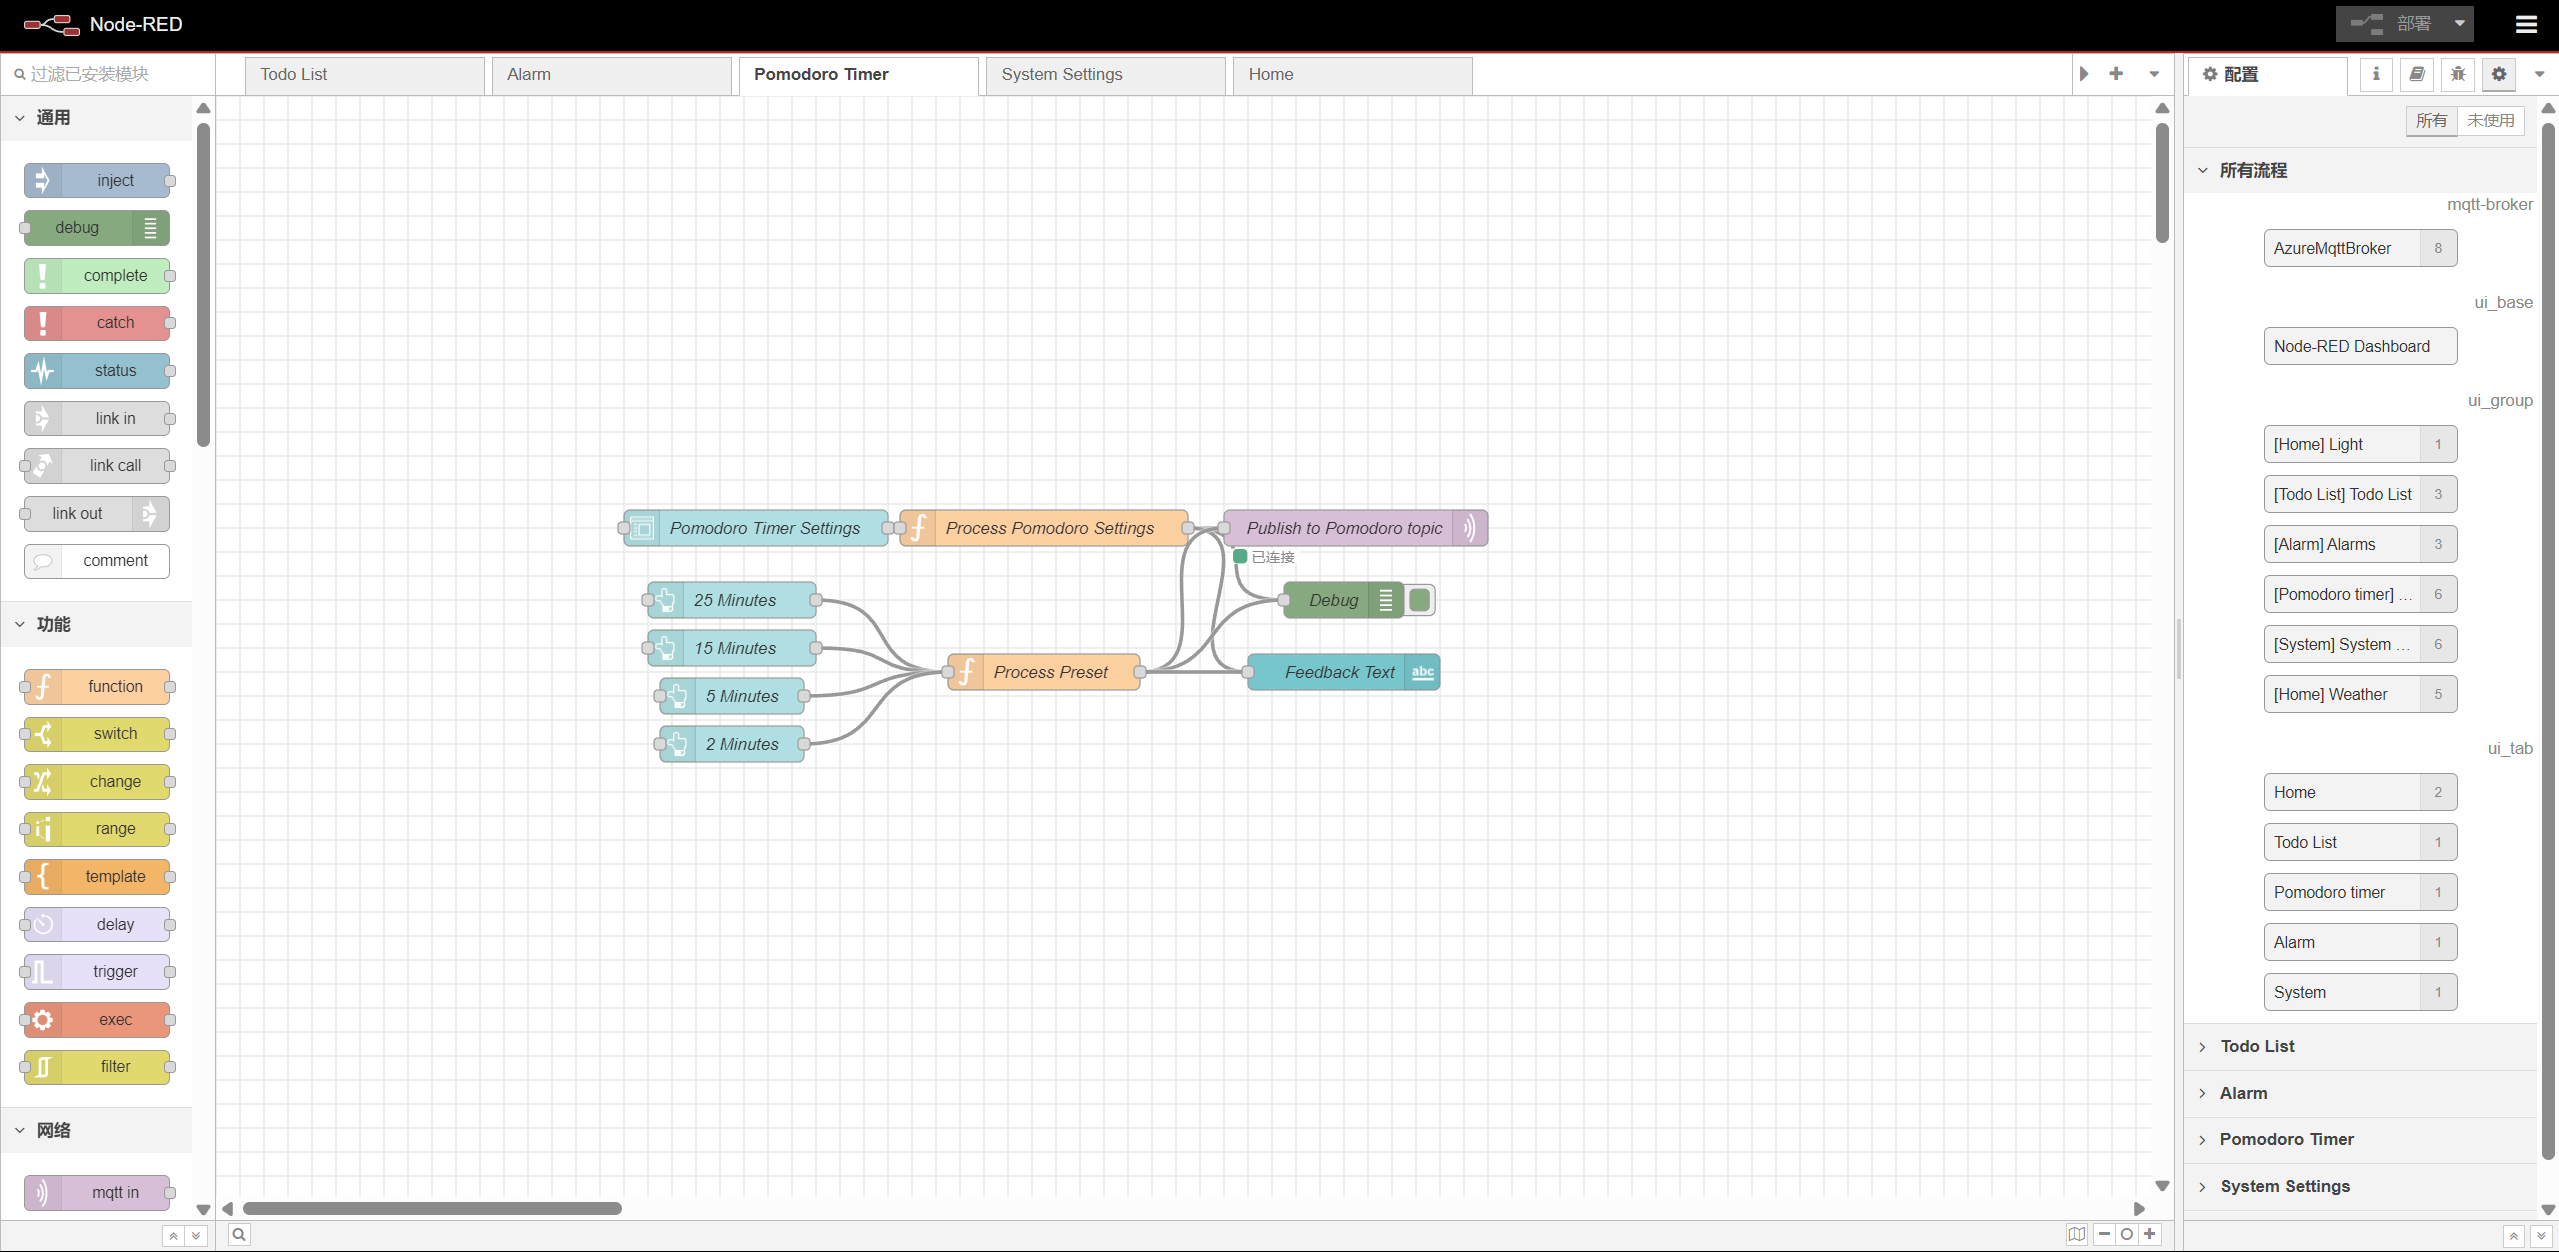 Node-RED
部署
过滤已安装模块
Todo List
Alarm
Pomodoro Timer
System Settings
Home
配置
通用
inject
debug
complete
catch
status
link in
link call
link out
comment
功能
function
switch
change
range
template
delay
trigger
exec
filter
网络
mqtt in
Pomodoro Timer Settings
Process Pomodoro Settings
Publish to Pomodoro topic
已连接
25 Minutes
Debug
15 Minutes
Process Preset
Feedback Text
abc
5 Minutes
2 Minutes
所有
未使用
所有流程
mqtt-broker
AzureMqttBroker 8
ui_base
Node-RED Dashboard
ui_group
[Home] Light 1
[Todo List] Todo List 3
[Alarm] Alarms 3
[Pomodoro timer] ... 6
[System] System ... 6
[Home] Weather 5
ui_tab
Home 2
Todo List 1
Pomodoro timer 1
Alarm 1
System 1
Todo List
Alarm
Pomodoro Timer
System Settings